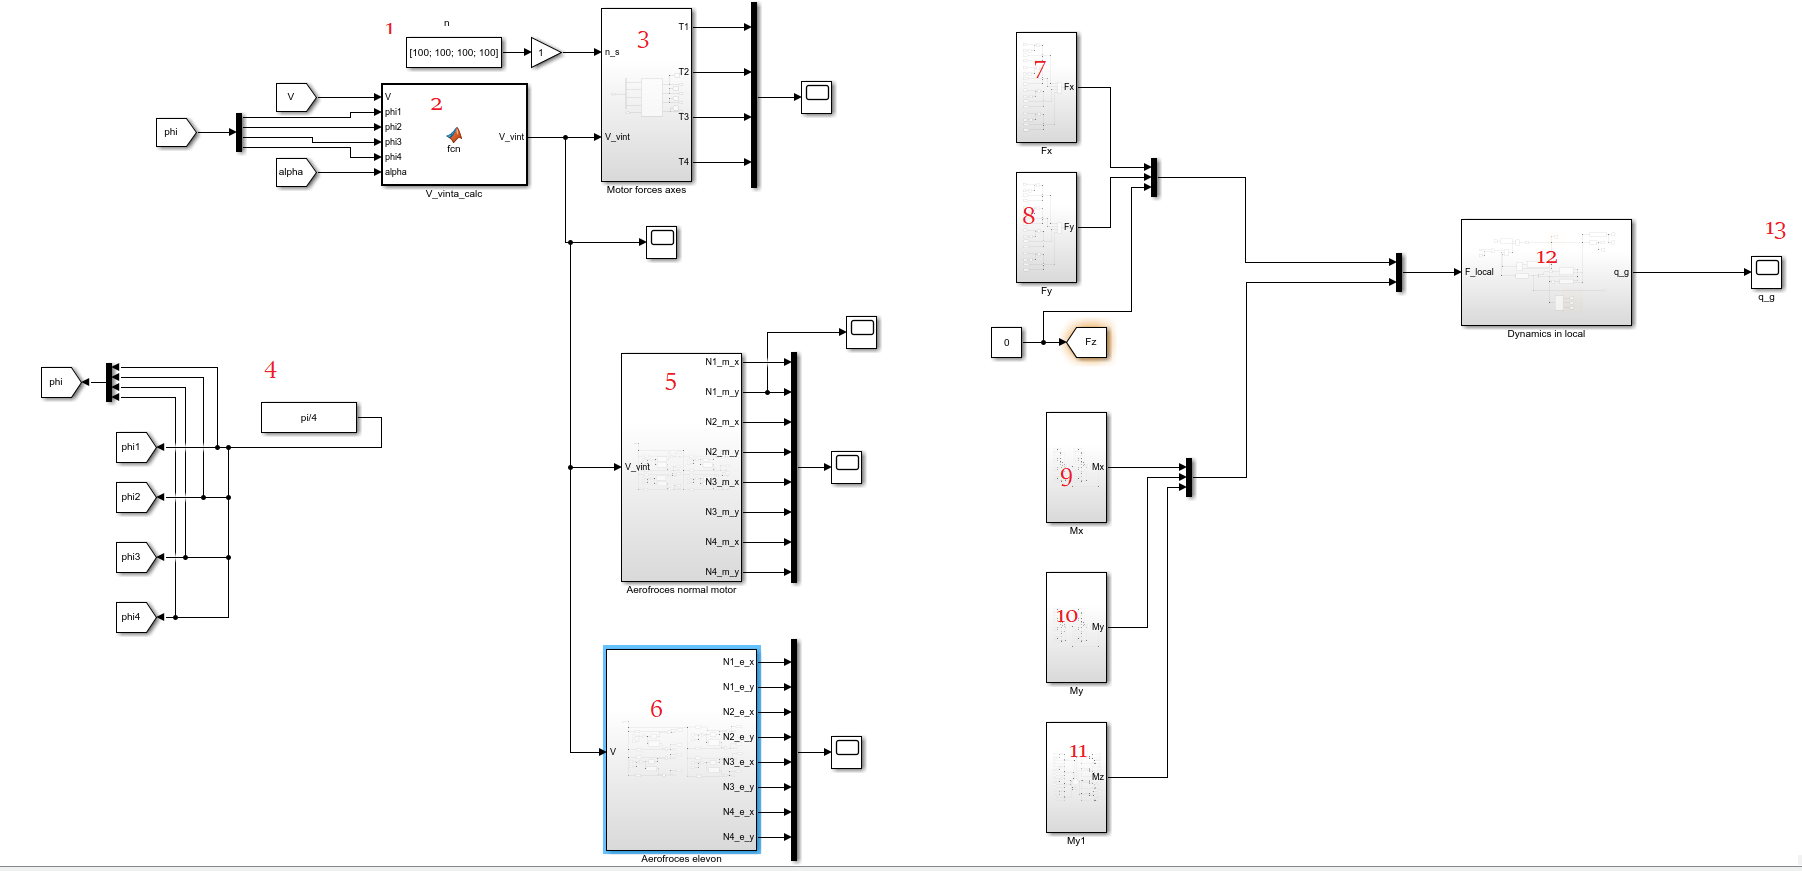 1
n
[100; 100; 100; 100]
1
n_s
3
T1
T2
T3
T4
V_vint
Motor forces axes
V
phi
alpha
2
V
phi1
phi2
phi3
phi4
alpha
fcn
V_vint
V_vinta_calc
4
phi
pi/4
phi1
phi2
phi3
phi4
5
V_vint
N1_m_x
N1_m_y
N2_m_x
N2_m_y
N3_m_x
N3_m_y
N4_m_x
N4_m_y
Aerofroces normal motor
6
V
N1_e_x
N1_e_y
N2_e_x
N2_e_y
N3_e_x
N3_e_y
N4_e_x
N4_e_y
Aerofroces elevon
7
Fx
Fx
8
Fy
Fy
0
Fz
9
Mx
Mx
10
My
My
11
Mz
My1
12
F_local
q_g
Dynamics in local
13
q_g